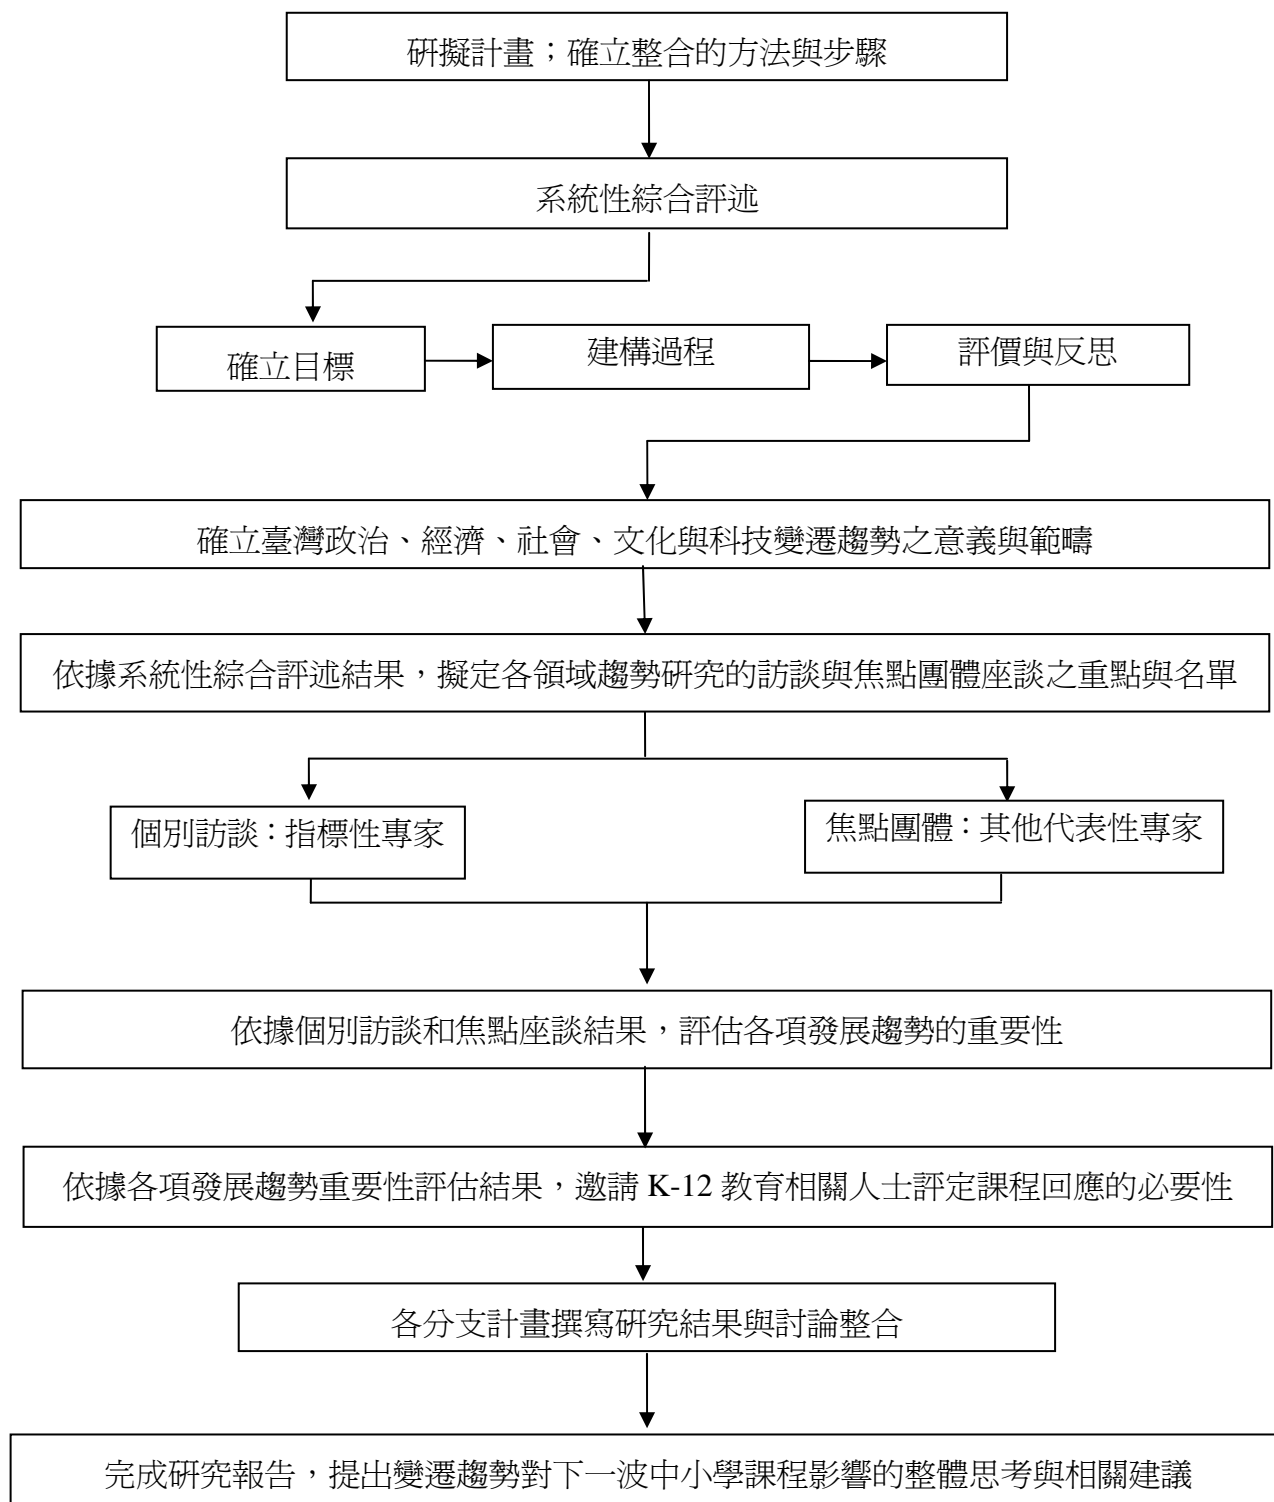 研擬計畫；確立整合的方法與步驟
系統性綜合評述
確立目標
建構過程
評價與反思
確立臺灣政治、經濟、社會、文化與科技變遷趨勢之意義與範疇
依據系統性綜合評述結果，擬定各領域趨勢研究的訪談與焦點團體座談之重點與名單
個別訪談：指標性專家
焦點團體：其他代表性專家
依據個別訪談和焦點座談結果，評估各項發展趨勢的重要性
依據各項發展趨勢重要性評估結果，邀請 K-12 教育相關人士評定課程回應的必要性
各分支計畫撰寫研究結果與討論整合
完成研究報告，提出變遷趨勢對下一波中小學課程影響的整體思考與相關建議